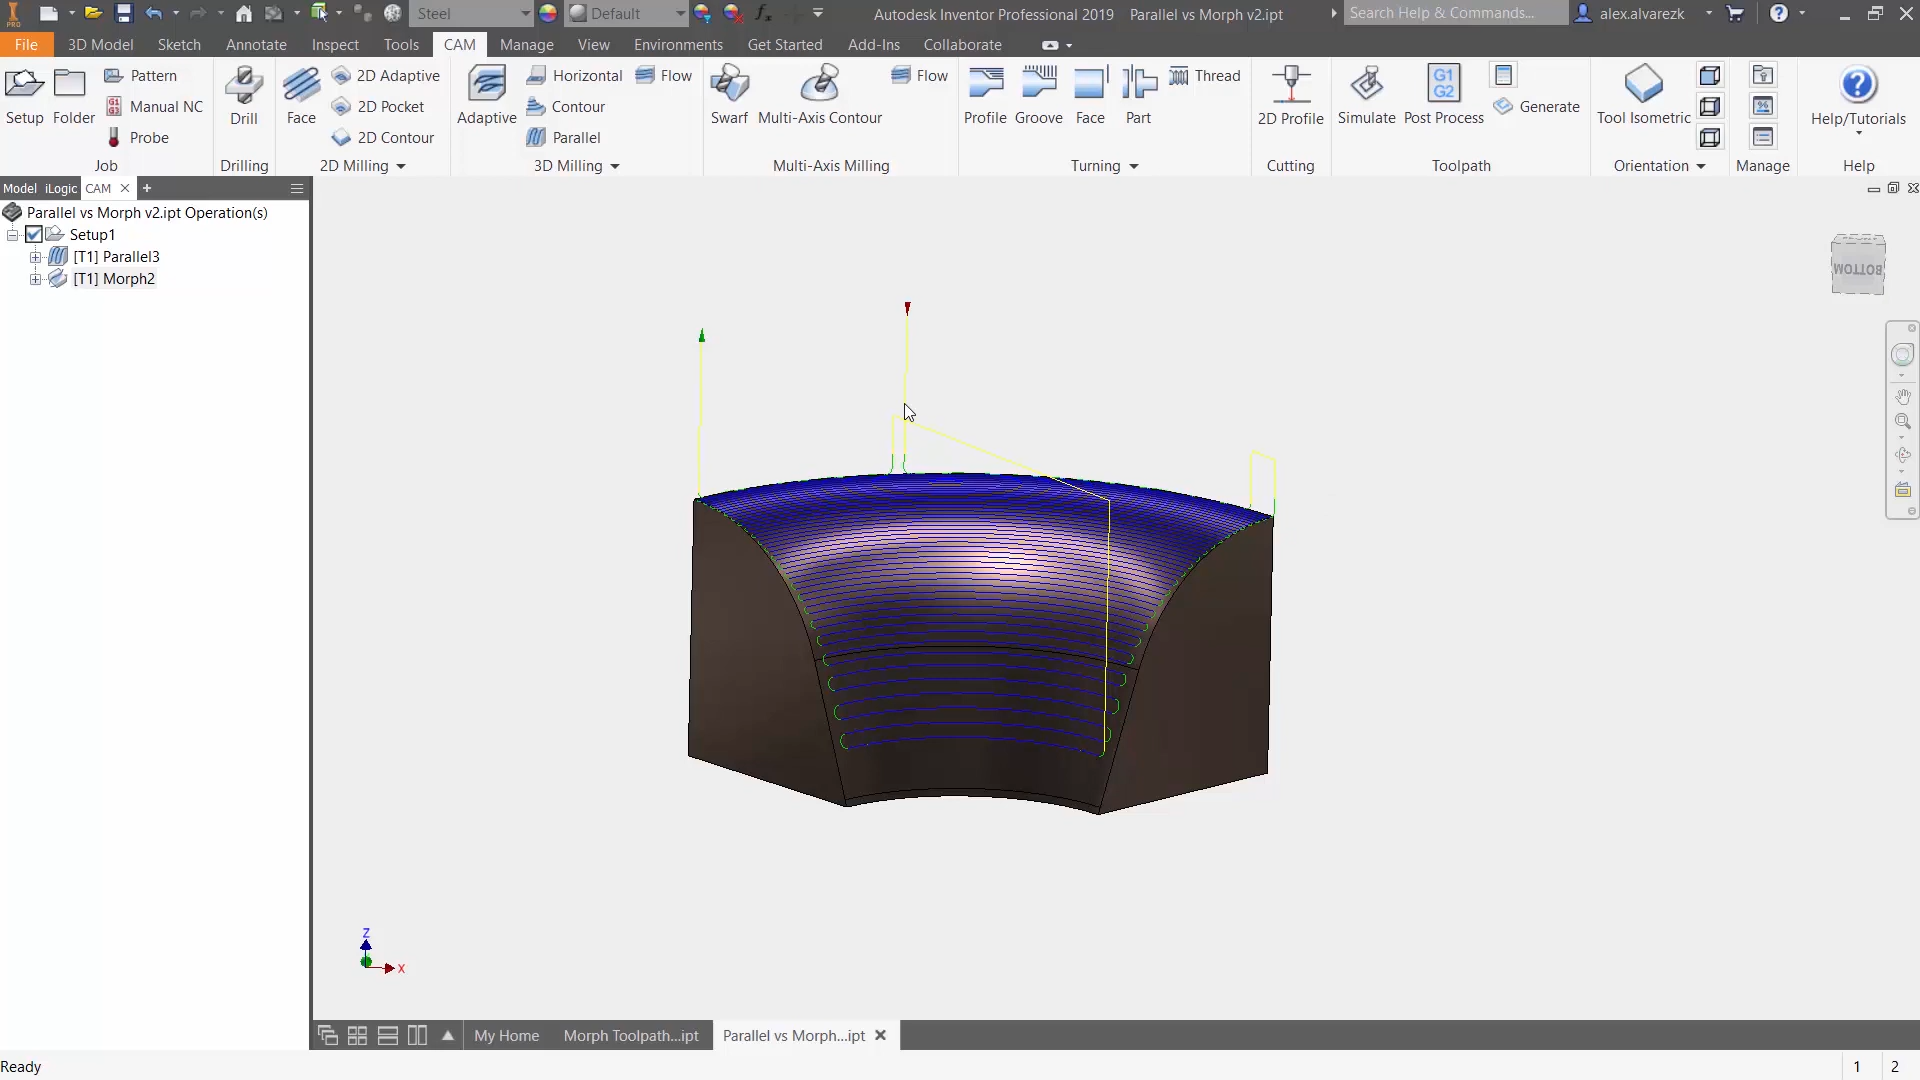 PRO
Steel
Default
Autodesk Inventor Professional 2019 Parallel vs Morph v2.ipt
Search Help & Commands...
alex.alvarezk
File 3D Model Sketch Annotate Inspect Tools CAM Manage View Environments Get Started Add-Ins Collaborate
Setup
Folder
Pattern
Manual NC
Probe
Job
Drill
Drilling
Face
2D Adaptive
2D Pocket
2D Contour
2D Milling
Adaptive
Horizontal
Contour
Parallel
Flow
3D Milling
Swarf
Multi-Axis Contour
Flow
Multi-Axis Milling
Profile
Groove
Face
Part
Thread
Turning
2D Profile
Cutting
Simulate
G1
G2
Post Process
Generate
Toolpath
Tool Isometric
Orientation
Manage
Help/Tutorials
Help
Model iLogic CAM
Parallel vs Morph v2.ipt Operation(s)
Setup1
[T1] Parallel3
[T1] Morph2
BOTTOM
Z
X
My Home Morph Toolpath...ipt Parallel vs Morph...ipt
Ready
1 2